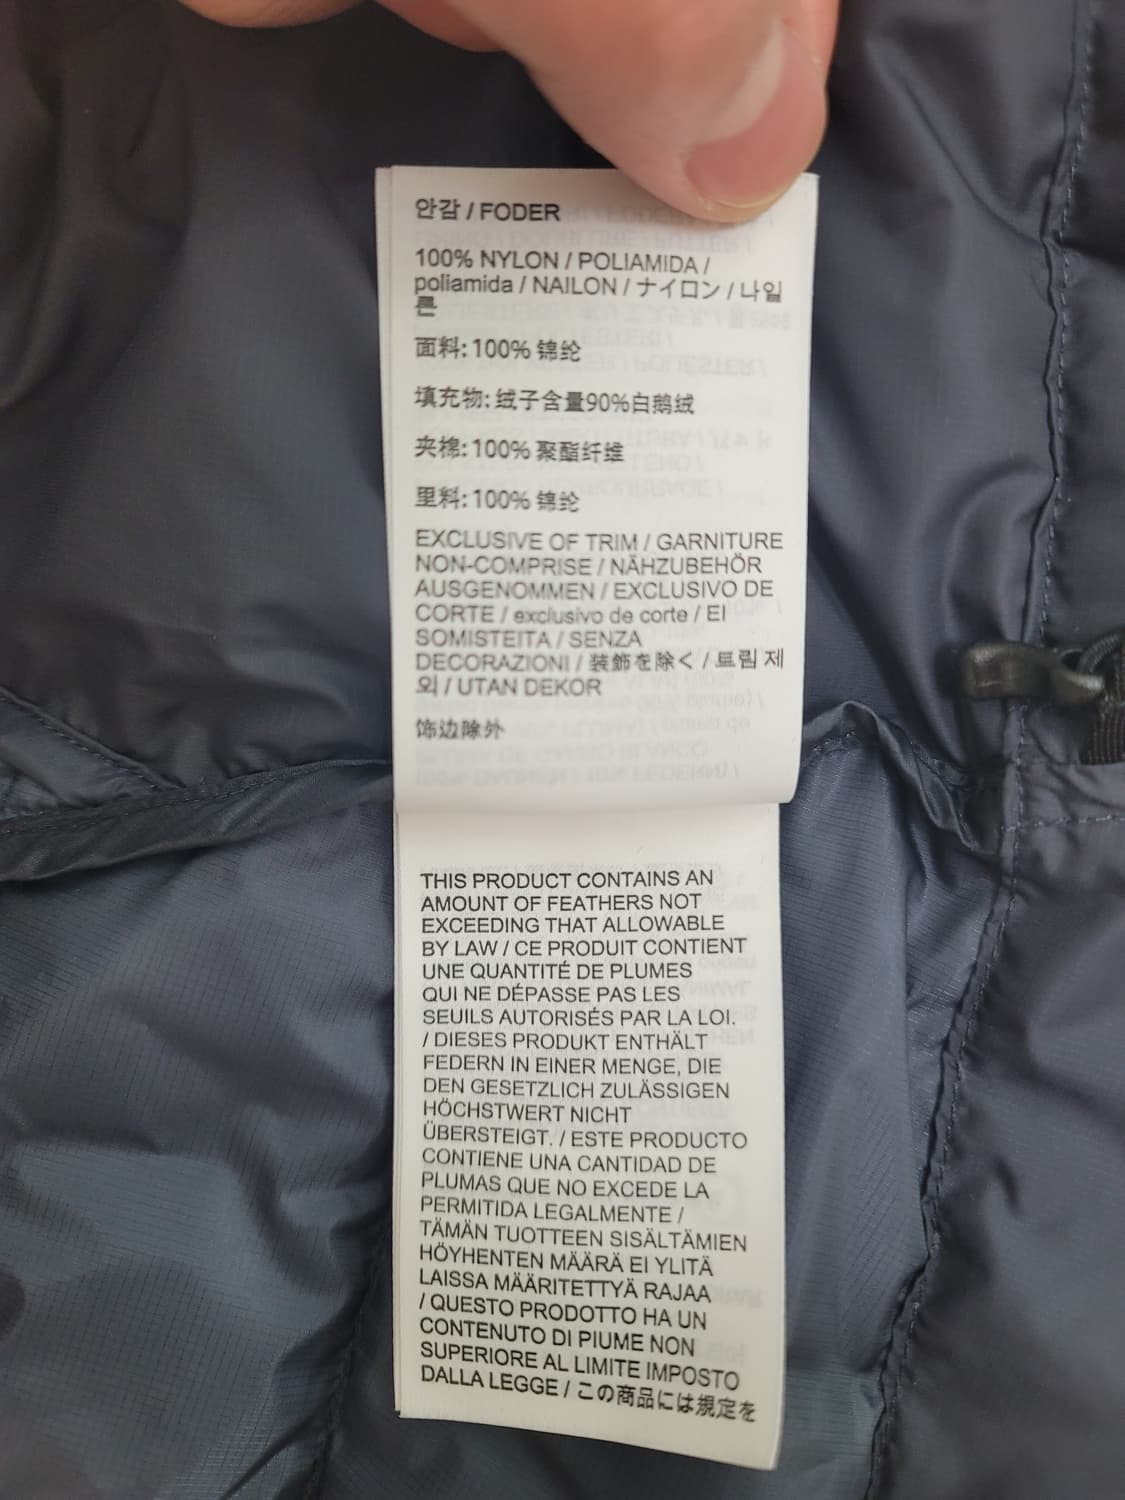 안감 / FODER
100% NYLON / POLIAMIDA /
poliamida / NAILON / ナイロン / 나일
론
面料: 100% 锦纶
填充物: 绒子含量90%白鹅绒
夹棉: 100% 聚酯纤维
里料: 100% 锦纶
EXCLUSIVE OF TRIM / GARNITURE
NON-COMPRISE / NÄHZUBEHÖR
AUSGENOMMEN / EXCLUSIVO DE
CORTE / exclusivo de corte / EI
SOMISTEITA / SENZA
DECORAZIONI / 装飾を除く / 트림 제
외 / UTAN DEKOR
饰边除外
THIS PRODUCT CONTAINS AN
AMOUNT OF FEATHERS NOT
EXCEEDING THAT ALLOWABLE
BY LAW / CE PRODUIT CONTIENT
UNE QUANTITÉ DE PLUMES
QUI NE DÉPASSE PAS LES
SEUILS AUTORISÉS PAR LA LOI.
/ DIESES PRODUKT ENTHÄLT
FEDERN IN EINER MENGE, DIE
DEN GESETZLICH ZULÄSSIGEN
HÖCHSTWERT NICHT
ÜBERSTEIGT. / ESTE PRODUCTO
CONTIENE UNA CANTIDAD DE
PLUMAS QUE NO EXCEDE LA
PERMITIDA LEGALMENTE /
TÄMÄN TUOTTEEN SISÄLTÄMIEN
HÖYHENTEN MÄÄRÄ EI YLITÄ
LAISSA MÄÄRITETTYÄ RAJAA
/ QUESTO PRODOTTO HA UN
CONTENUTO DI PIUME NON
SUPERIORE AL LIMITE IMPOSTO
DALLA LEGGE / この商品には規定を